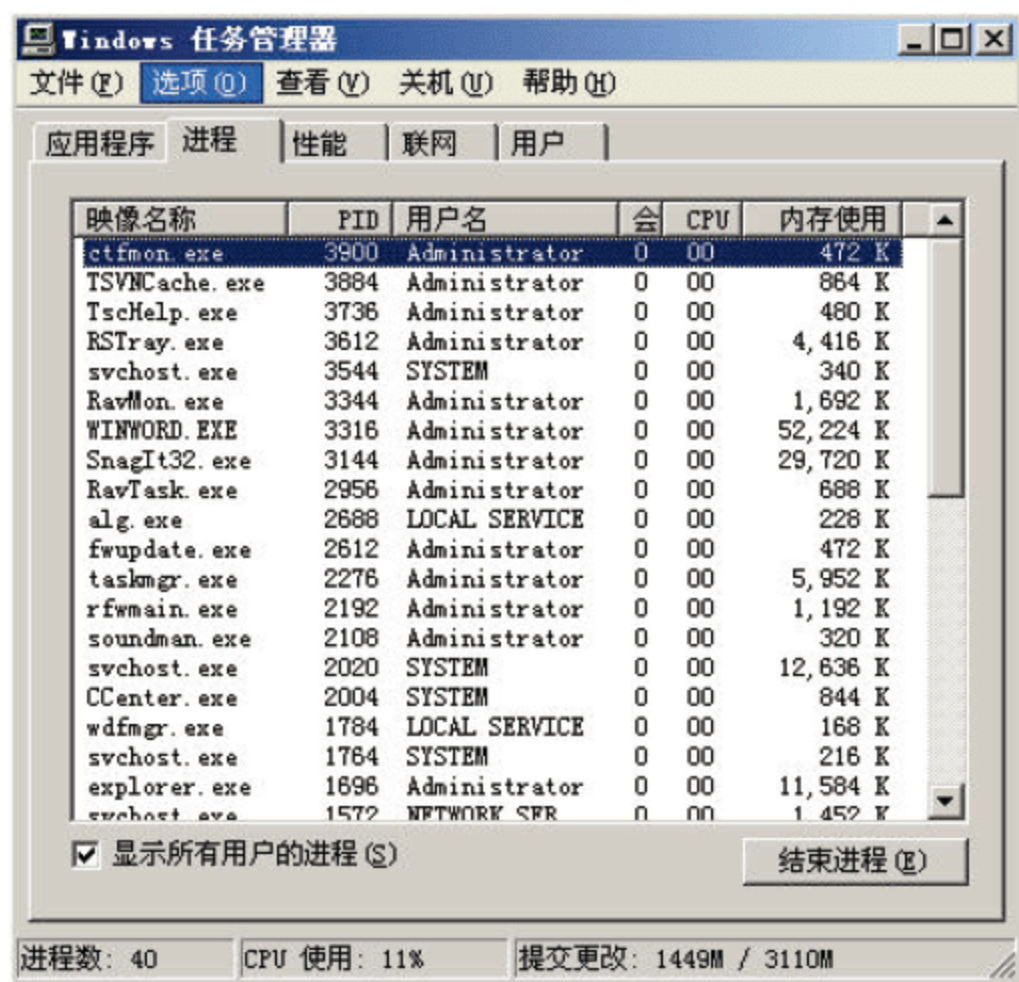 Windows 任务管理器
文件(F) 选项(O) 查看(V) 关机(U) 帮助(H)
应用程序 进程 性能 联网 用户
映像名称 PID 用户名 会 CPU 内存使用
ctfmon.exe 3900 Administrator 0 00 472 K
TSVNCache.exe 3884 Administrator 0 00 864 K
TscHelp.exe 3736 Administrator 0 00 480 K
RSTray.exe 3612 Administrator 0 00 4,416 K
svchost.exe 3544 SYSTEM 0 00 340 K
RavMon.exe 3344 Administrator 0 00 1,692 K
WINWORD.EXE 3316 Administrator 0 00 52,224 K
SnagIt32.exe 3144 Administrator 0 00 29,720 K
RavTask.exe 2956 Administrator 0 00 688 K
alg.exe 2688 LOCAL SERVICE 0 00 228 K
fwupdate.exe 2612 Administrator 0 00 472 K
taskmgr.exe 2276 Administrator 0 00 5,952 K
rfwmain.exe 2192 Administrator 0 00 1,192 K
soundman.exe 2108 Administrator 0 00 320 K
svchost.exe 2020 SYSTEM 0 00 12,636 K
CCenter.exe 2004 SYSTEM 0 00 844 K
wdfmgr.exe 1784 LOCAL SERVICE 0 00 168 K
svchost.exe 1764 SYSTEM 0 00 216 K
explorer.exe 1696 Administrator 0 00 11,584 K
svchost.exe 1572 NETWORK SER 0 00 1,452 K
显示所有用户的进程(S) 结束进程(E)
进程数: 40 CPU 使用: 11% 提交更改: 1449M / 3110M